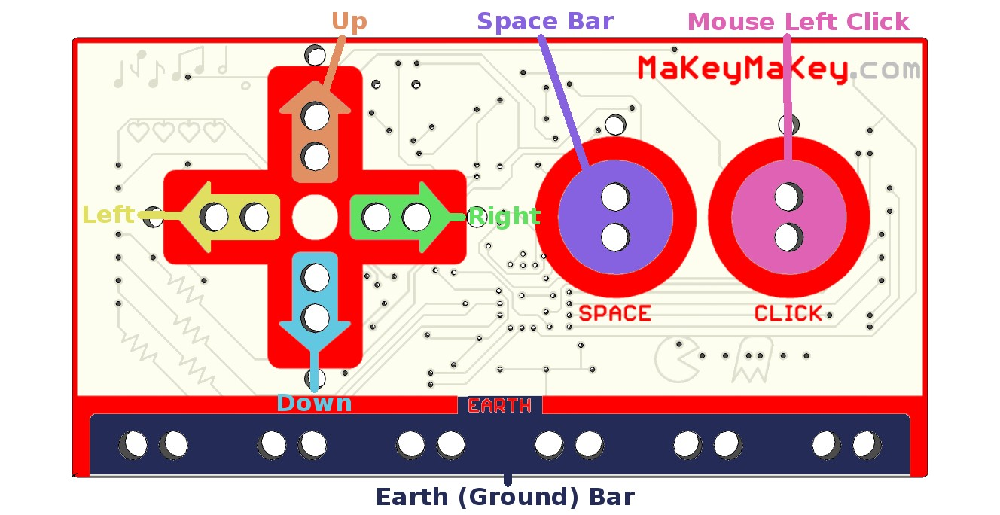 Up
Space Bar
Mouse Left Click
MaKeyMaKey.com
Left
Right
SPACE
CLICK
Down
EARTH
Earth (Ground) Bar